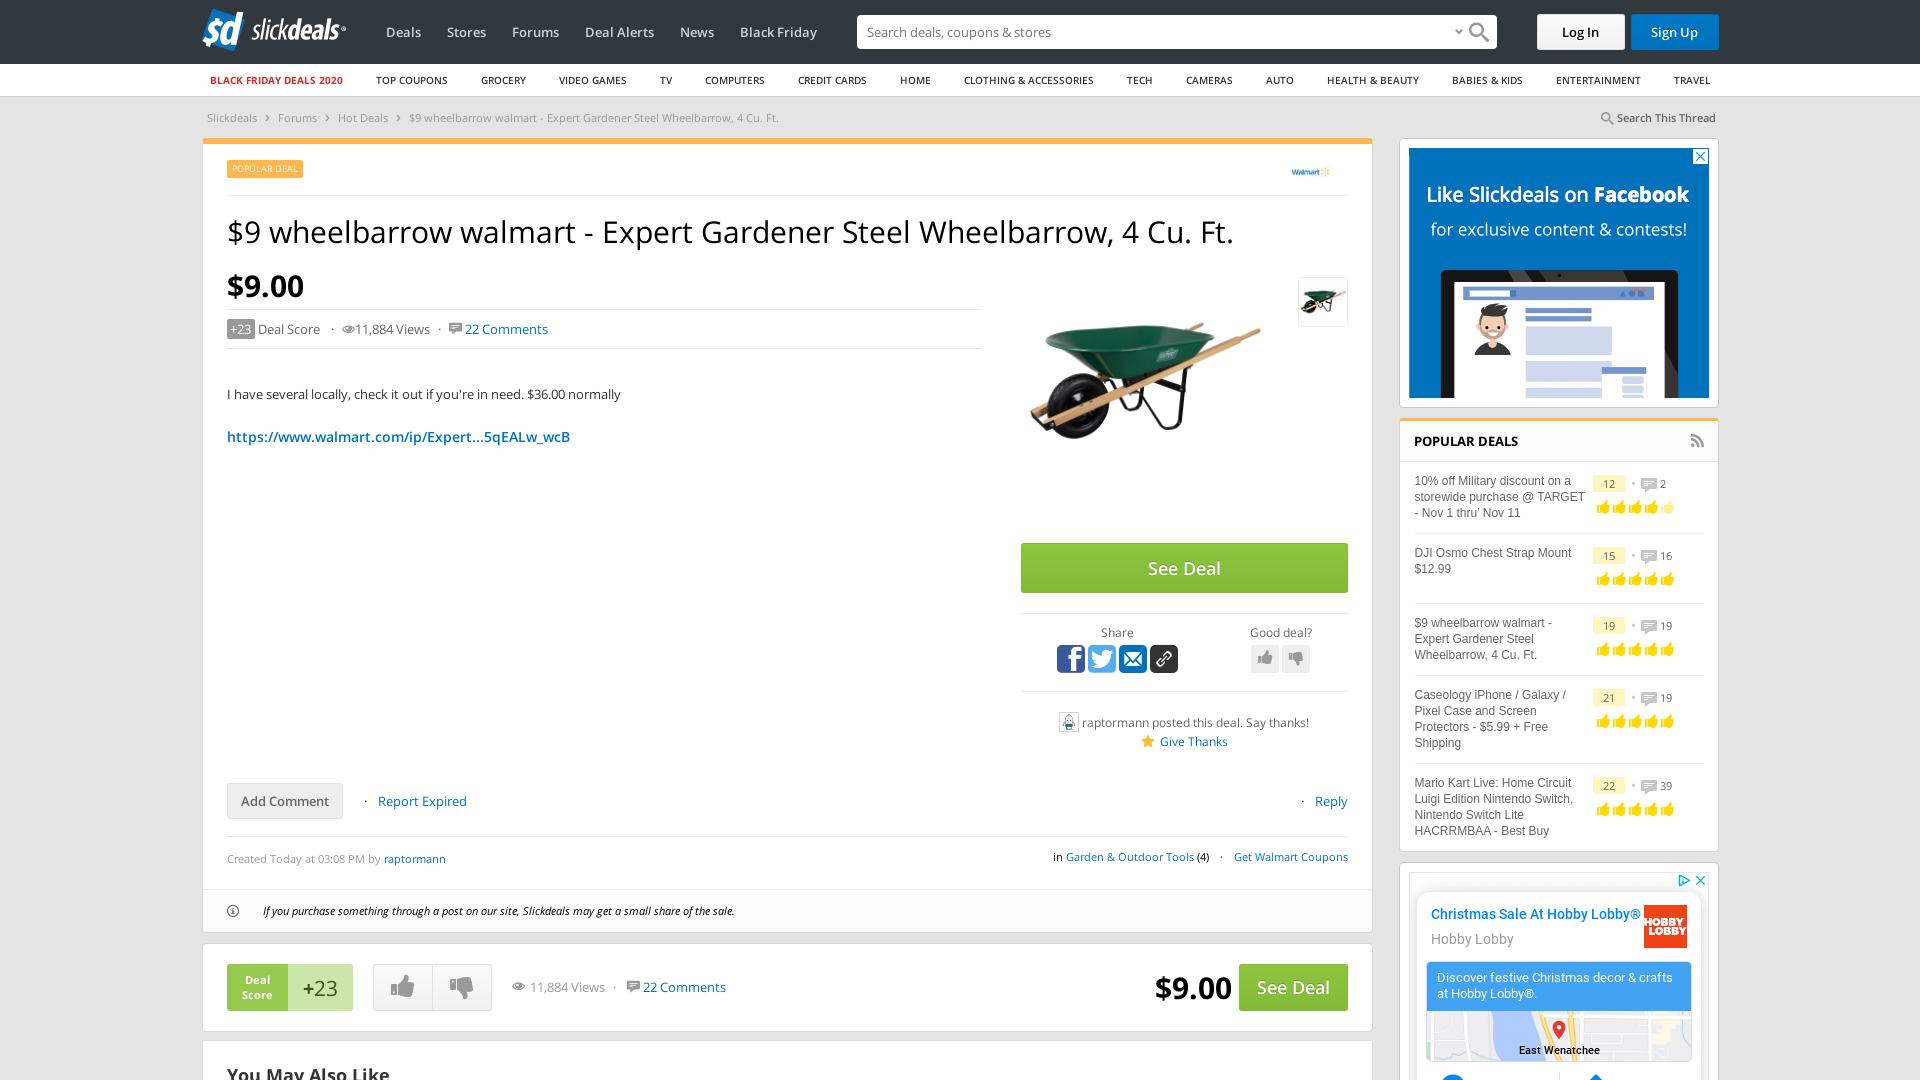 slickdeals
Deals Stores Forums Deal Alerts News Black Friday
Search deals, coupons & stores
Log In
Sign Up
BLACK FRIDAY DEALS 2020 TOP COUPONS GROCERY VIDEO GAMES TV COMPUTERS CREDIT CARDS HOME CLOTHING & ACCESSORIES TECH CAMERAS AUTO HEALTH & BEAUTY BABIES & KIDS ENTERTAINMENT TRAVEL
Slickdeals › Forums › Hot Deals › $9 wheelbarrow walmart - Expert Gardener Steel Wheelbarrow, 4 Cu. Ft.
Search This Thread
POPULAR DEAL
Walmart
$9 wheelbarrow walmart - Expert Gardener Steel Wheelbarrow, 4 Cu. Ft.
$9.00
+23 Deal Score · 11,884 Views · 22 Comments
I have several locally, check it out if you're in need. $36.00 normally
https://www.walmart.com/ip/Expert...5qEALw_wcB
See Deal
Share
Good deal?
raptormann posted this deal. Say thanks!
Give Thanks
Add Comment · Report Expired
· Reply
Created Today at 03:08 PM by raptormann
in Garden & Outdoor Tools (4) · Get Walmart Coupons
If you purchase something through a post on our site, Slickdeals may get a small share of the sale.
Deal
Score
+23
11,884 Views · 22 Comments
$9.00
See Deal
You May Also Like
Like Slickdeals on Facebook
for exclusive content & contests!
POPULAR DEALS
10% off Military discount on a
storewide purchase @ TARGET
- Nov 1 thru' Nov 11
12 • 2
DJI Osmo Chest Strap Mount
$12.99
15 • 16
$9 wheelbarrow walmart -
Expert Gardener Steel
Wheelbarrow, 4 Cu. Ft.
19 • 19
Caseology iPhone / Galaxy /
Pixel Case and Screen
Protectors - $5.99 + Free
Shipping
21 • 19
Mario Kart Live: Home Circuit
Luigi Edition Nintendo Switch,
Nintendo Switch Lite
HACRRMBAA - Best Buy
22 • 39
Christmas Sale At Hobby Lobby®
Hobby Lobby
HOBBY
LOBBY
Discover festive Christmas decor & crafts
at Hobby Lobby®.
East Wenatchee